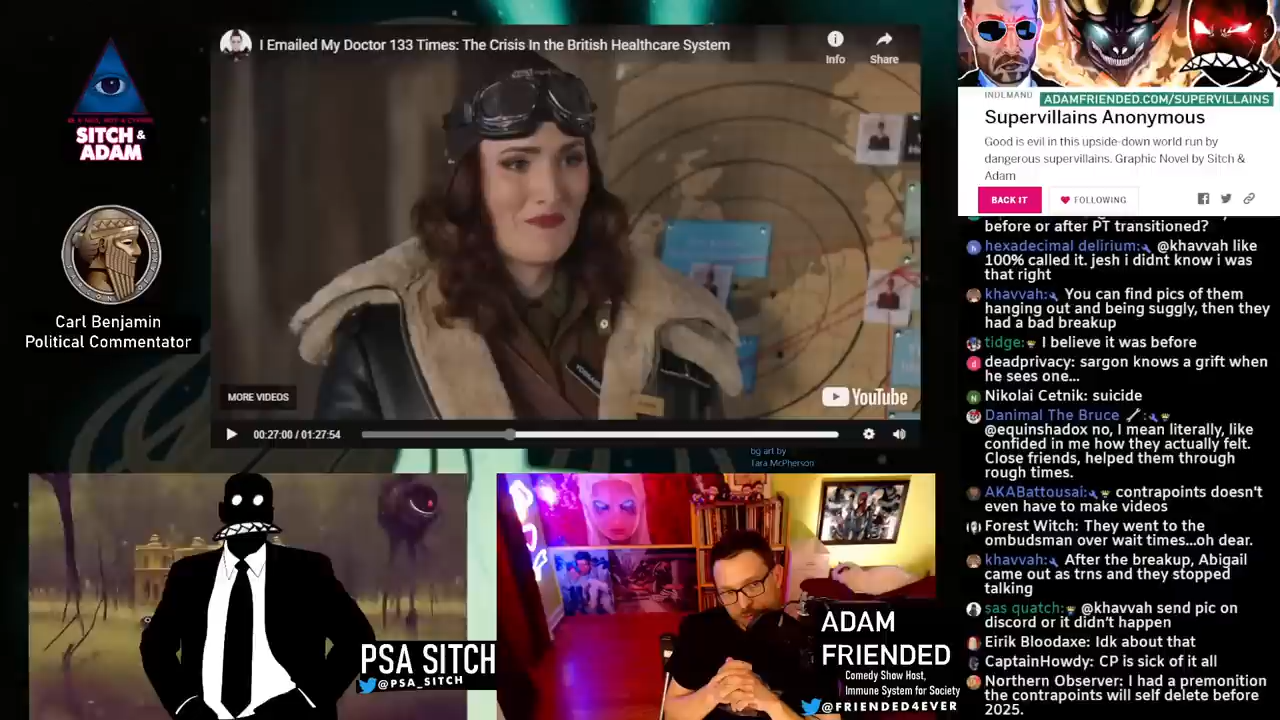 I Emailed My Doctor 133 Times: The Crisis In the British Healthcare System
Info
Share
SITCH &
ADAM
Carl Benjamin
Political Commentator
MORE VIDEOS
YouTube
00:27:00 / 01:27:54
bg art by
Tara McPherson
PSA SITCH
@PSA_SITCH
ADAM
FRIENDED
Comedy Show Host,
Immune System for Society
@FRIENDED4EVER
INDEMAND
ADAMFRIENDED.COM/SUPERVILLAINS
Supervillains Anonymous
Good is evil in this upside-down world run by
dangerous supervillains. Graphic Novel by Sitch &
Adam
BACK IT
FOLLOWING
before or after PT transitioned?
hexadecimal delirium: @khavvah like
100% called it. jesh i didnt know i was
that right
khavvah: You can find pics of them
hanging out and being suggly, then they
had a bad breakup
tidge: I believe it was before
deadprivacy: sargon knows a grift when
he sees one...
Nikolai Cetnik: suicide
Danimal The Bruce :
@equinshadox no, I mean literally, like
confided in me how they actually felt.
Close friends, helped them through
rough times.
AKABattousai: contrapoints doesn't
even have to make videos
Forest Witch: They went to the
ombudsman over wait times...oh dear.
khavvah: After the breakup, Abigail
came out as trns and they stopped
talking
sas quatch: @khavvah send pic on
discord or it didn't happen
Eirik Bloodaxe: Idk about that
CaptainHowdy: CP is sick of it all
Northern Observer: I had a premonition
the contrapoints will self delete before
2025.